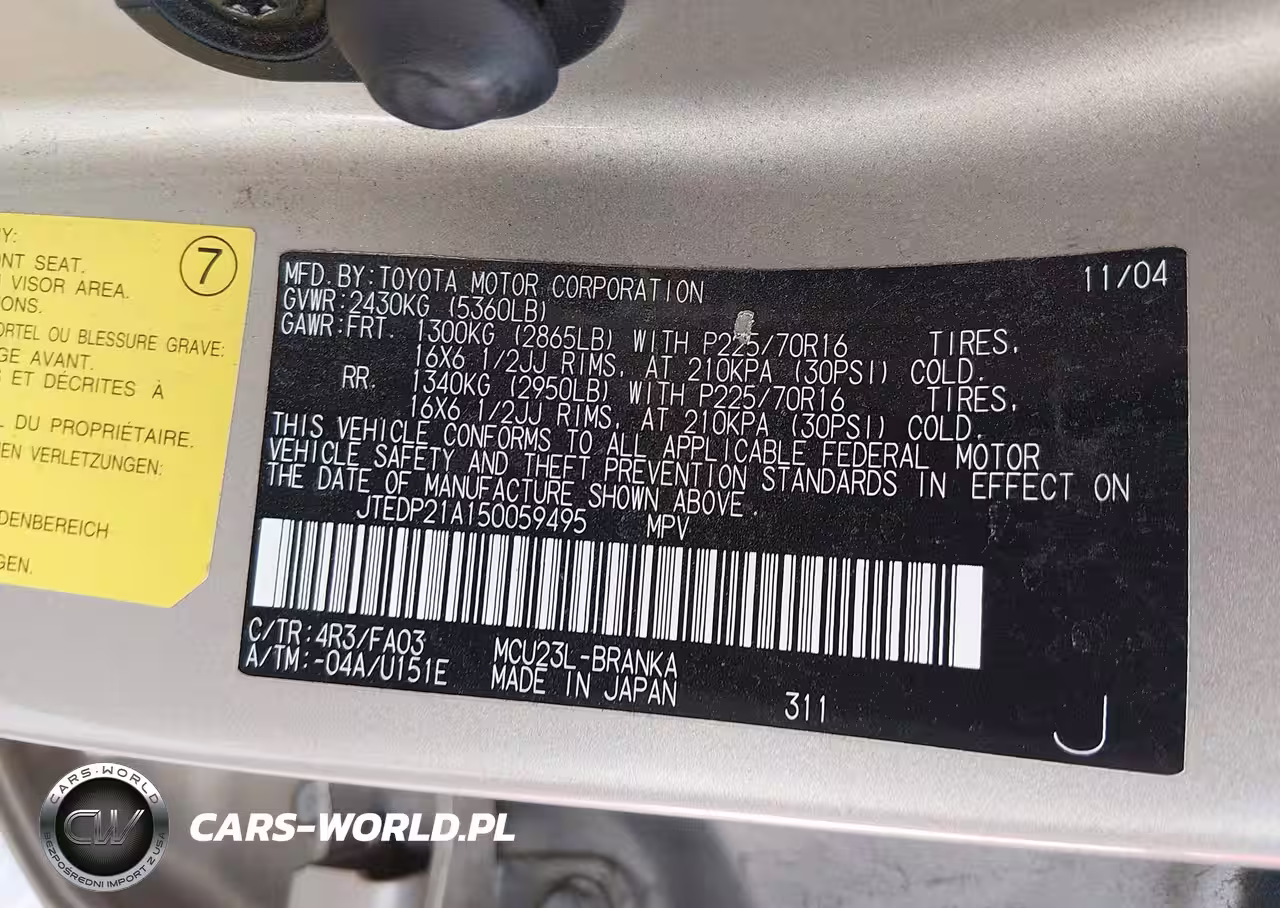 Y:
ONT SEAT.
VISOR AREA.
ONS.
ORTEL OU BLESSURE GRAVE:
GE AVANT.
ET DÉCRITES À
DU PROPRIÉTAIRE.
EN VERLETZUNGEN:
DENBEREICH
GEN.
7
MFD.BY:TOYOTA MOTOR CORPORATION 11/04
GVWR:2430KG (5360LB)
GAWR:FRT. 1300KG (2865LB) WITH P225/70R16 TIRES,
16X6 1/2JJ RIMS, AT 210KPA (30PSI) COLD.
RR. 1340KG (2950LB) WITH P225/70R16 TIRES,
16X6 1/2JJ RIMS, AT 210KPA (30PSI) COLD.
THIS VEHICLE CONFORMS TO ALL APPLICABLE FEDERAL MOTOR
VEHICLE SAFETY AND THEFT PREVENTION STANDARDS IN EFFECT ON
THE DATE OF MANUFACTURE SHOWN ABOVE.
JTEDP21A150059495 MPV
C/TR:4R3/FA03 MCU23L-BRANKA
A/TM:-04A/U151E MADE IN JAPAN
311 J
CARS-WORLD
CW
BEZPOŚREDNI IMPORT Z USA
CARS-WORLD.PL